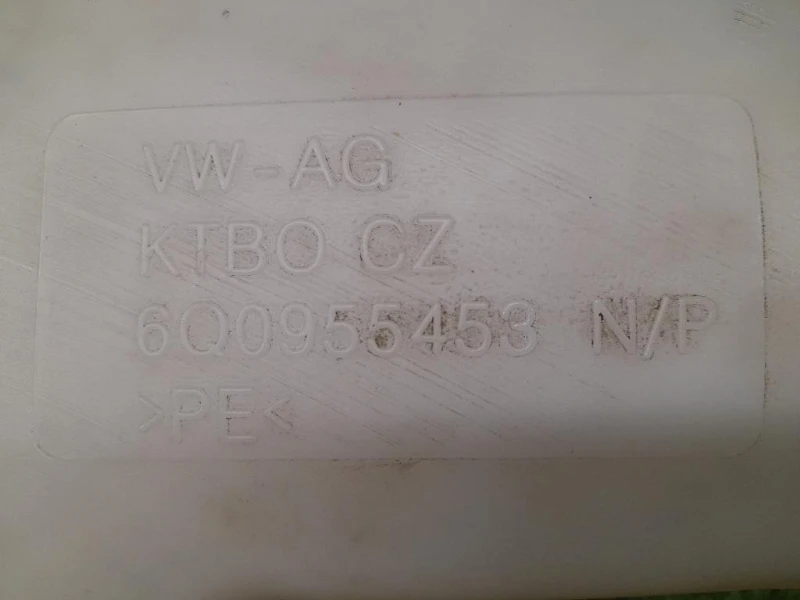 VW-AG
KTBO CZ
6Q0955453 N/P
>PE<